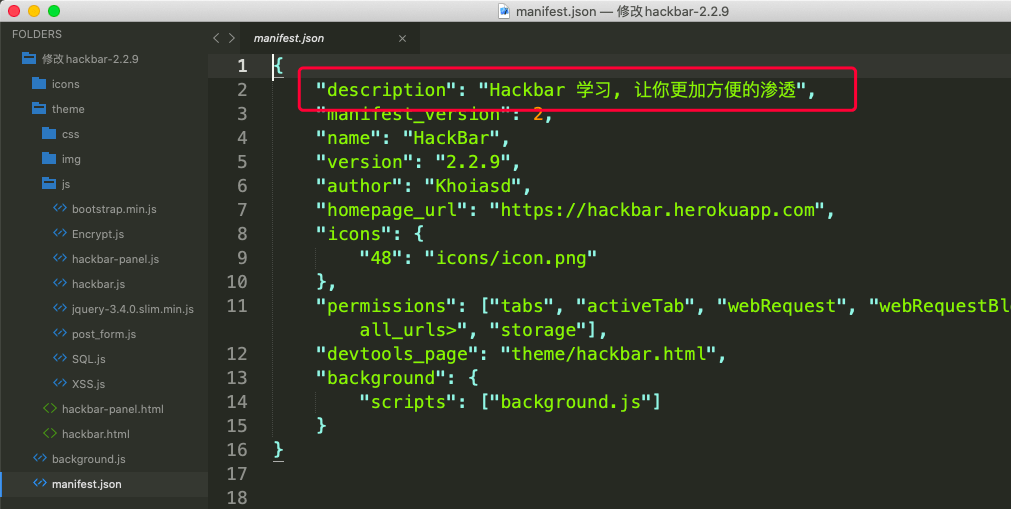 manifest.json — 修改hackbar-2.2.9
FOLDERS
修改hackbar-2.2.9
icons
theme
css
img
js
bootstrap.min.js
Encrypt.js
hackbar-panel.js
hackbar.js
jquery-3.4.0.slim.min.js
post_form.js
SQL.js
XSS.js
hackbar-panel.html
hackbar.html
background.js
manifest.json
manifest.json ×
1 {
2 "description": "Hackbar 学习, 让你更加方便的渗透",
3 "manifest_version": 2,
4 "name": "HackBar",
5 "version": "2.2.9",
6 "author": "Khoiasd",
7 "homepage_url": "https://hackbar.herokuapp.com",
8 "icons": {
9 "48": "icons/icon.png"
10 },
11 "permissions": ["tabs", "activeTab", "webRequest", "webRequestBl
all_urls>", "storage"],
12 "devtools_page": "theme/hackbar.html",
13 "background": {
14 "scripts": ["background.js"]
15 }
16 }
17
18